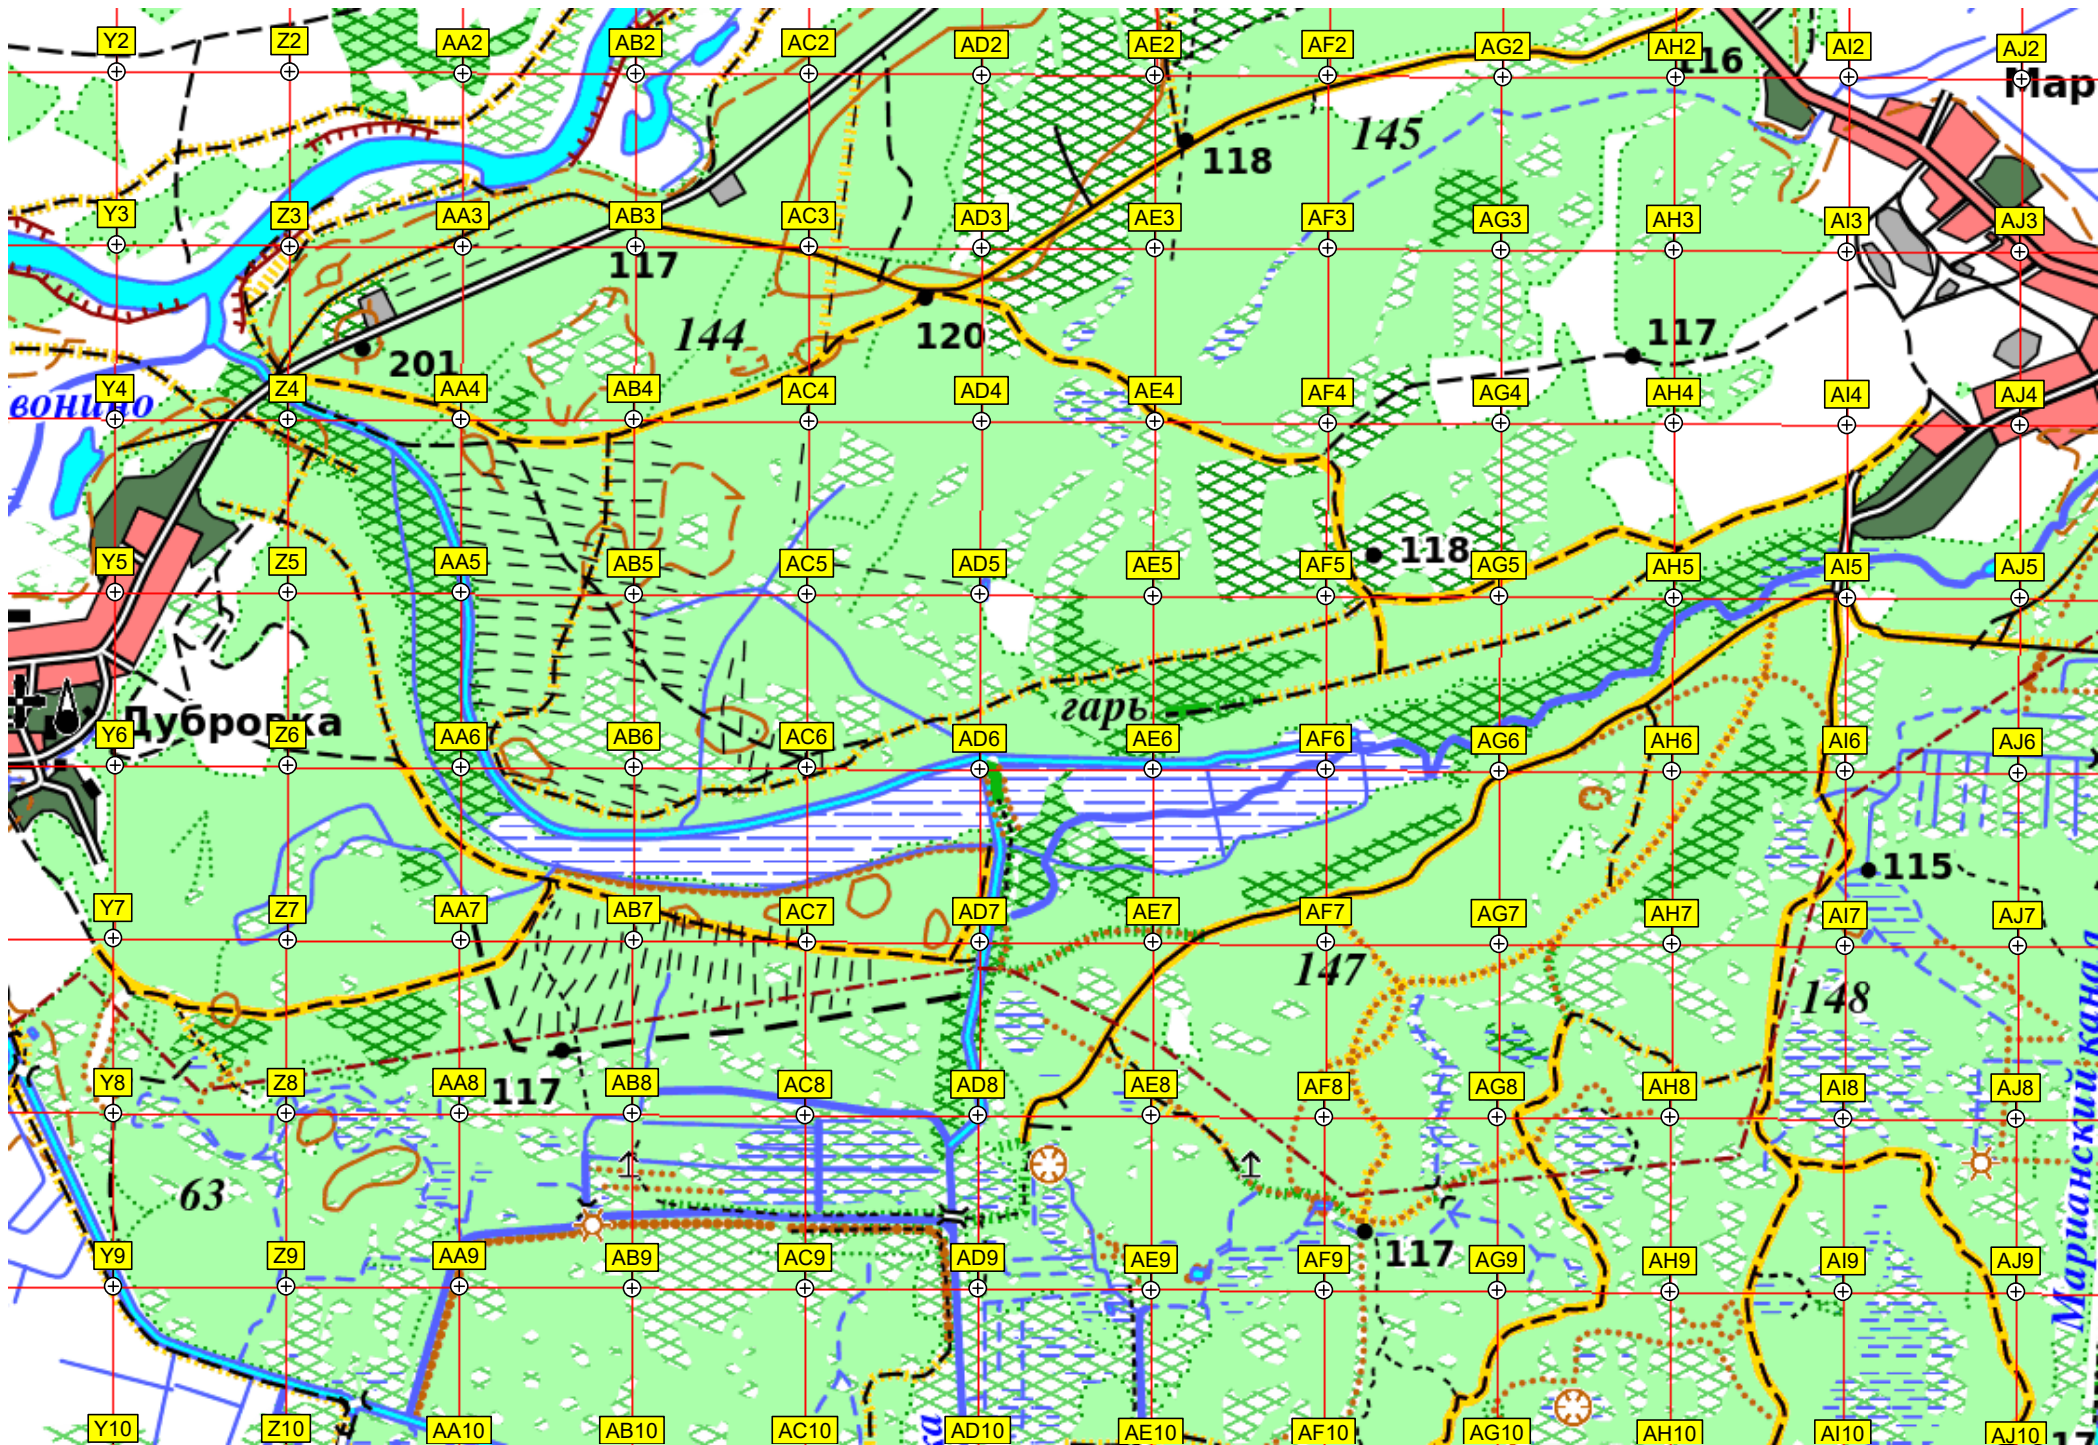 Y2 Z2 AA2 AB2 AC2 AD2 AE2 AF2 AG2 AH2 AI2 AJ2
116
Мар
145
118
Y3 Z3 AA3 AB3 AC3 AD3 AE3 AF3 AG3 AH3 AI3 AJ3
117
144
120
117
201
Y4 Z4 AA4 AB4 AC4 AD4 AE4 AF4 AG4 AH4 AI4 AJ4
вонино
118
Y5 Z5 AA5 AB5 AC5 AD5 AE5 AF5 AG5 AH5 AI5 AJ5
гарь
Дубровка
Y6 Z6 AA6 AB6 AC6 AD6 AE6 AF6 AG6 AH6 AI6 AJ6
115
Y7 Z7 AA7 AB7 AC7 AD7 AE7 AF7 AG7 AH7 AI7 AJ7
147
148
Y8 Z8 AA8 AB8 AC8 AD8 AE8 AF8 AG8 AH8 AI8 AJ8
117
Марианский канал
63
117
Y9 Z9 AA9 AB9 AC9 AD9 AE9 AF9 AG9 AH9 AI9 AJ9
ка
Y10 Z10 AA10 AB10 AC10 AD10 AE10 AF10 AG10 AH10 AI10 AJ10
17